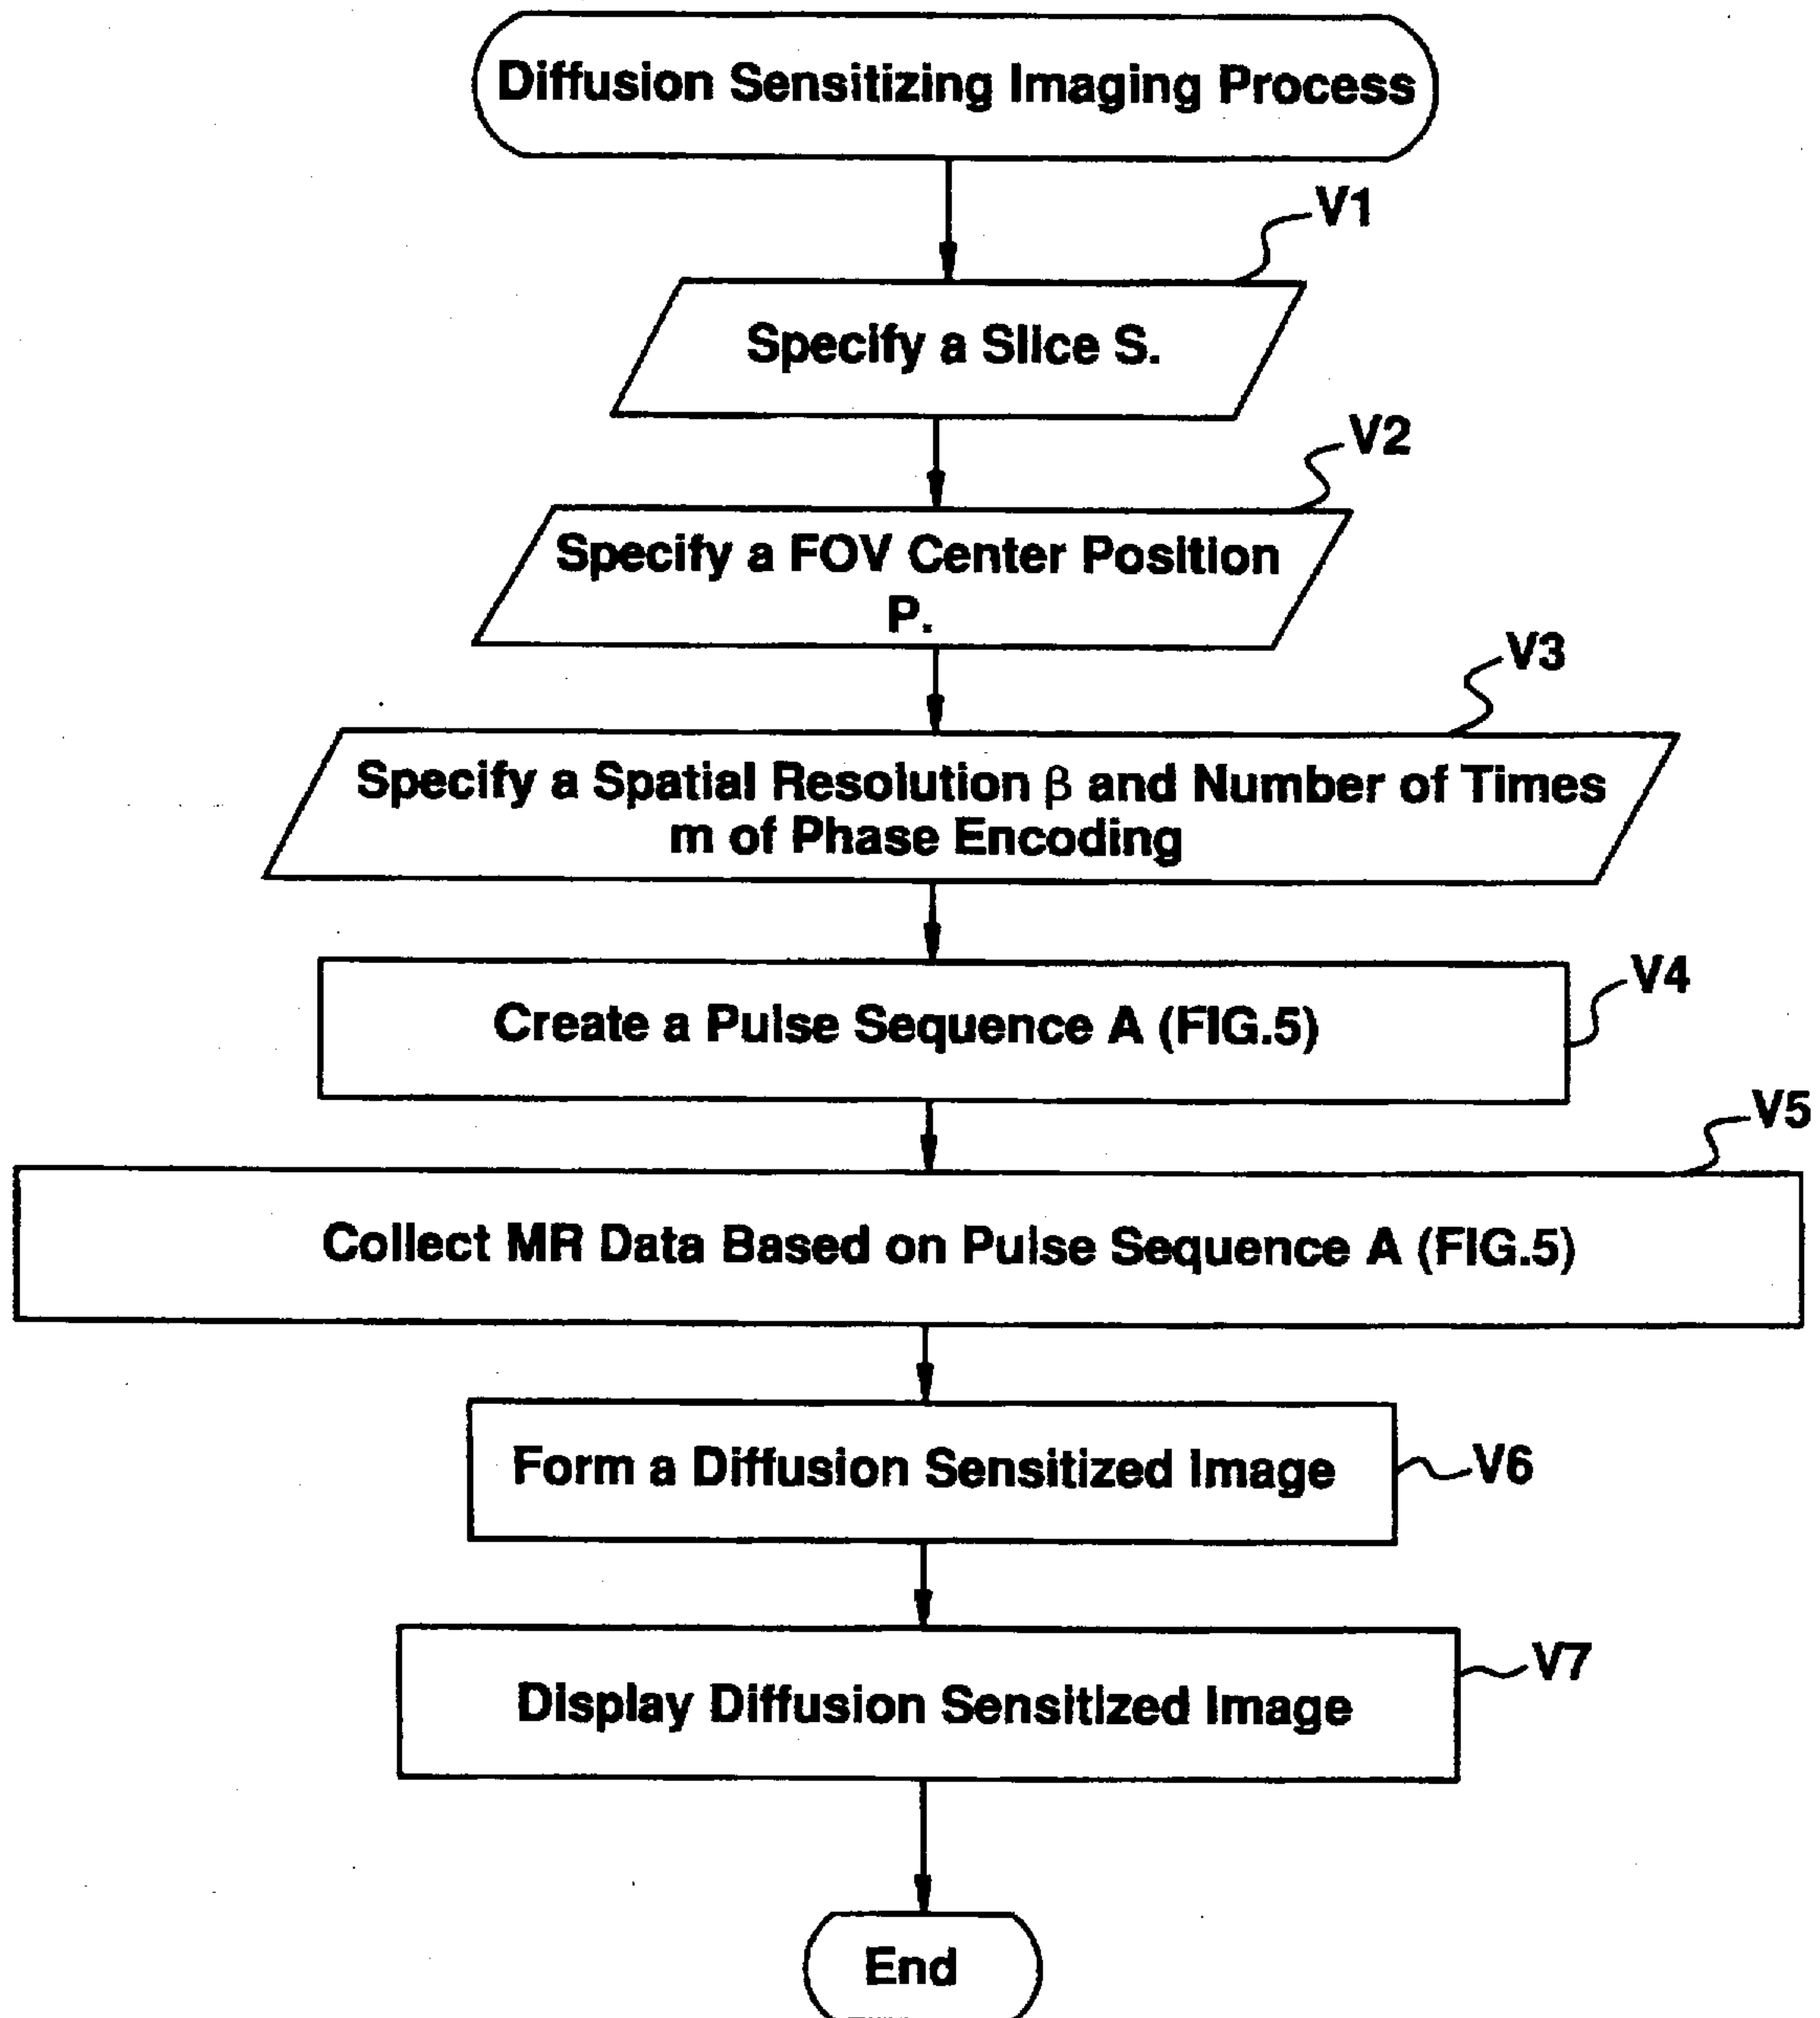 Diffusion Sensitizing Imaging Process
V1
Specify a Slice S.
V2
Specify a FOV Center Position
P.
V3
Specify a Spatial Resolution β and Number of Times
m of Phase Encoding
V4
Create a Pulse Sequence A (FIG.5)
V5
Collect MR Data Based on Pulse Sequence A (FIG.5)
Form a Diffusion Sensitized Image
V6
V7
Display Diffusion Sensitized Image
End